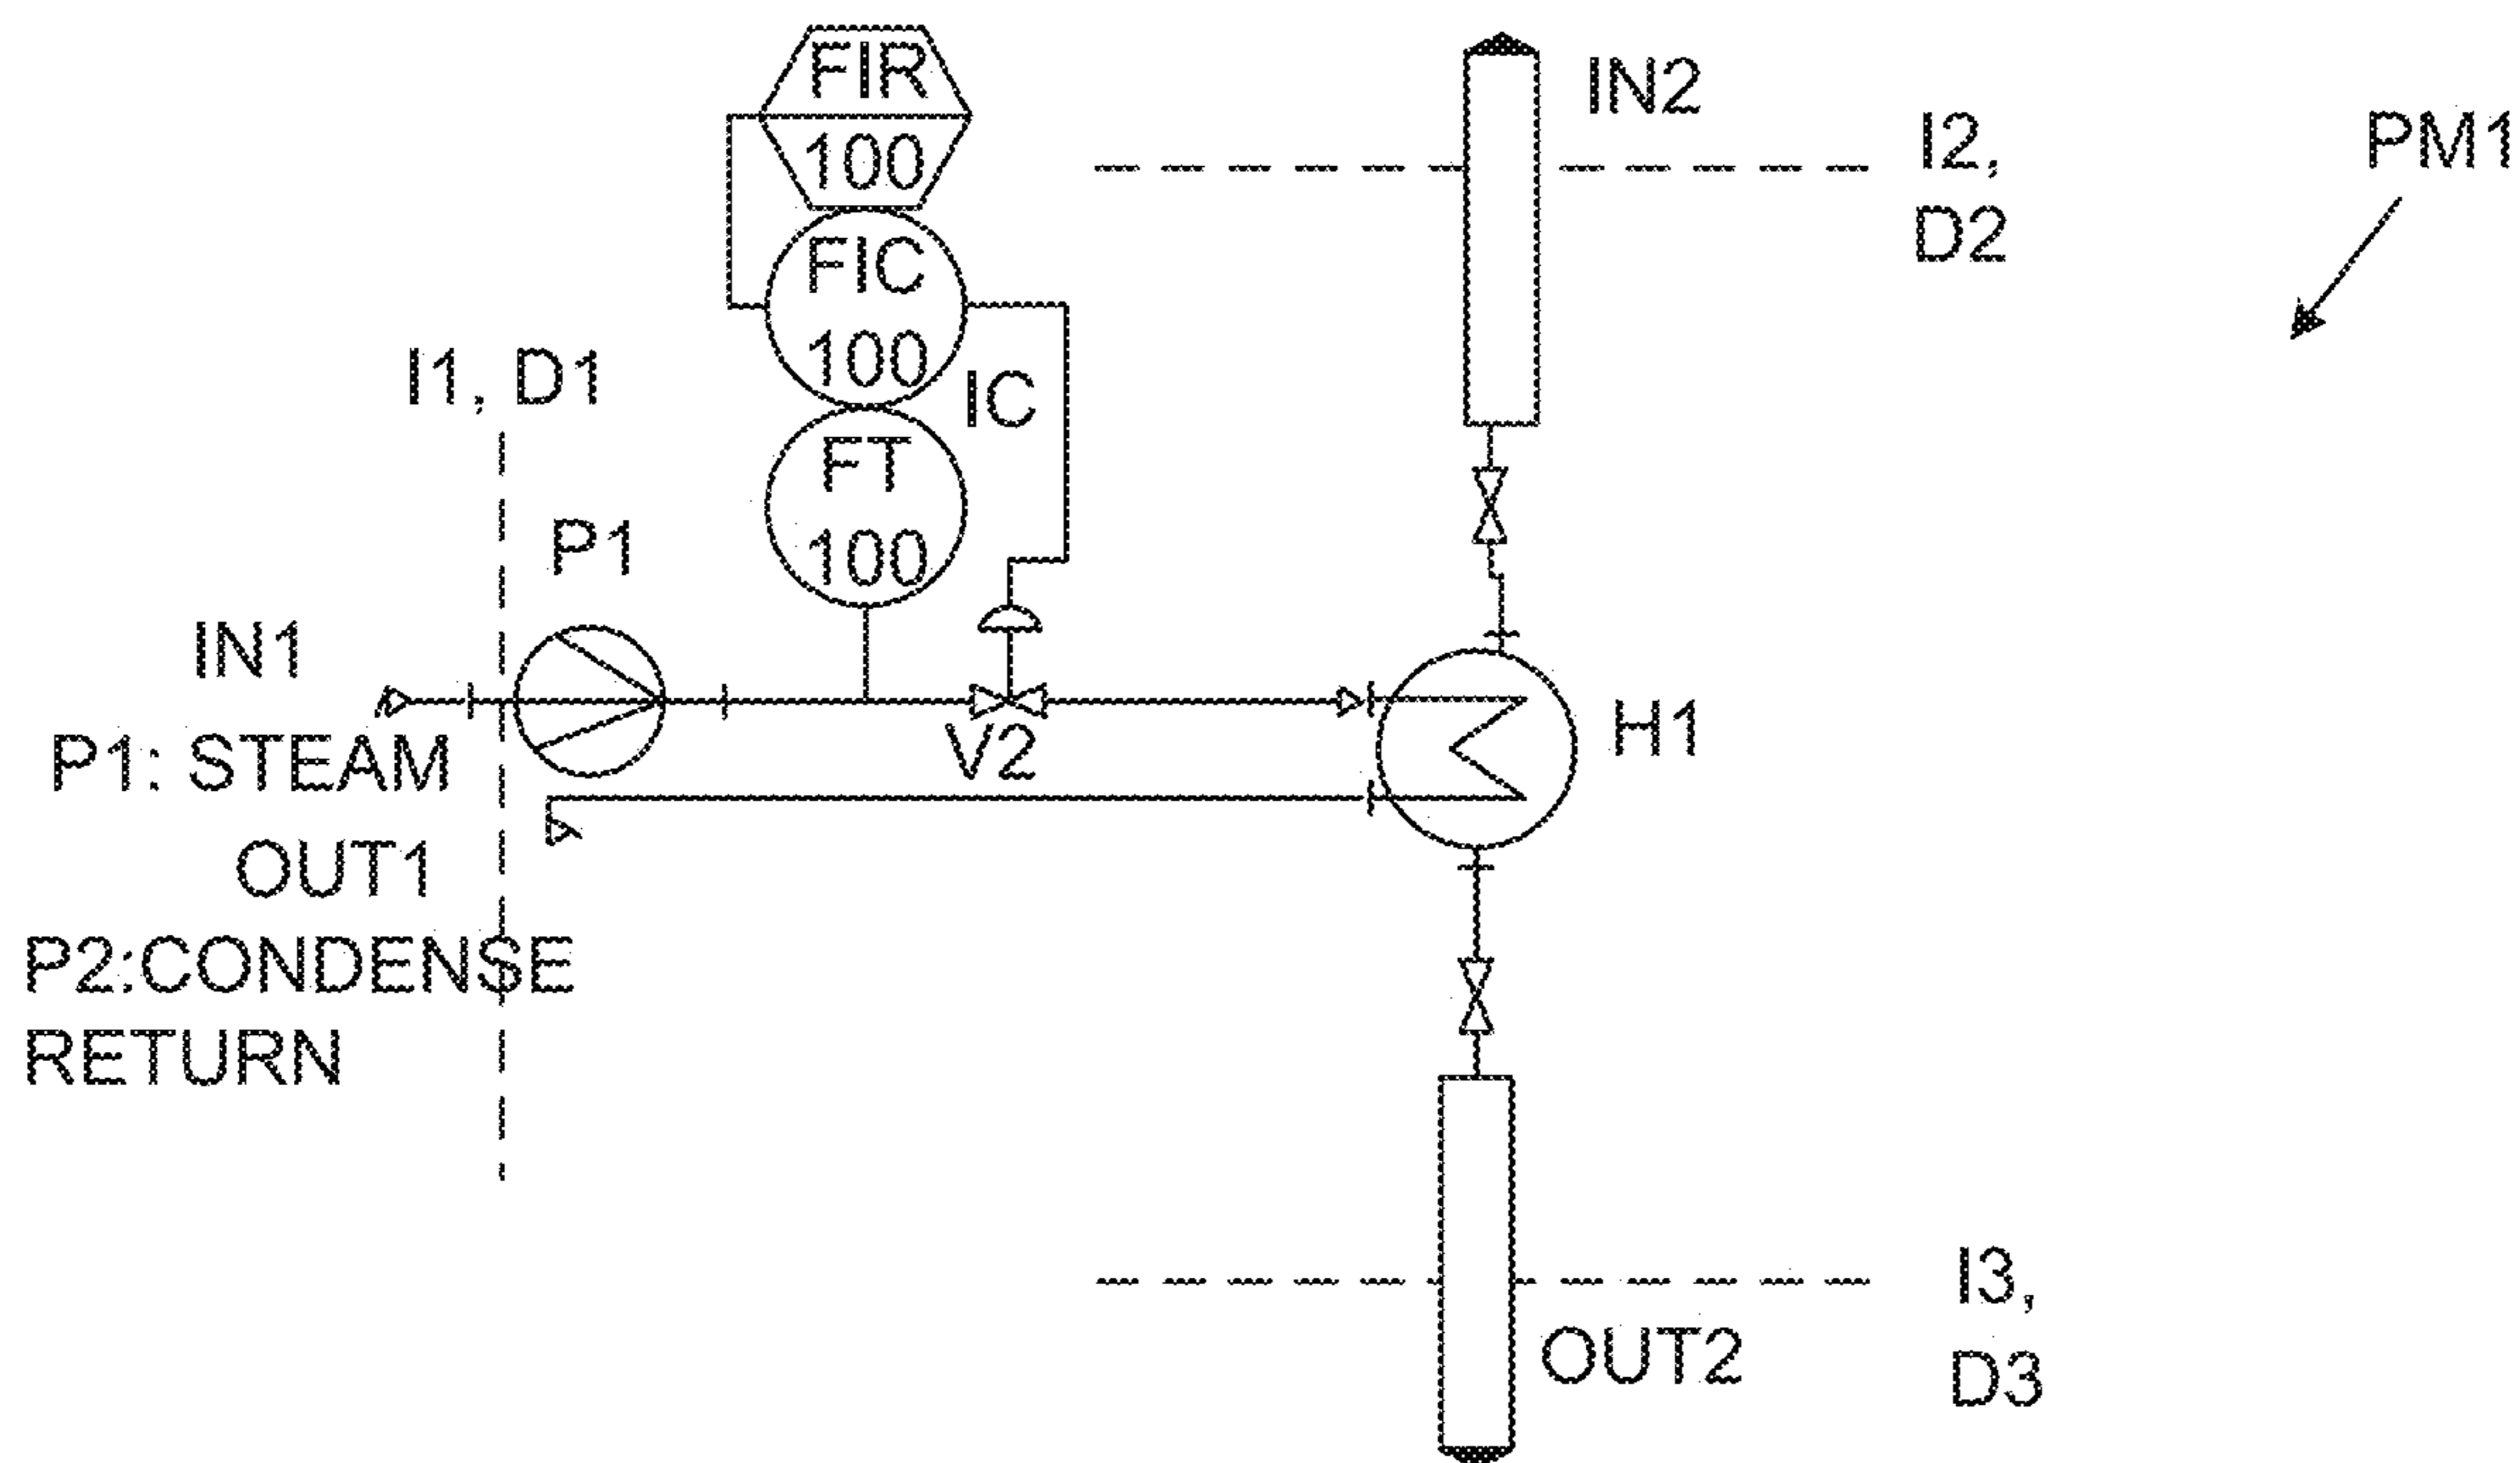 FIR
100
IN2
I2,
D2
PM1
FIC
100
I1, D1
IC
FT
100
P1
IN1
P1: STEAM
V2
H1
OUT1
P2:CONDENSE
RETURN
I3,
D3
OUT2